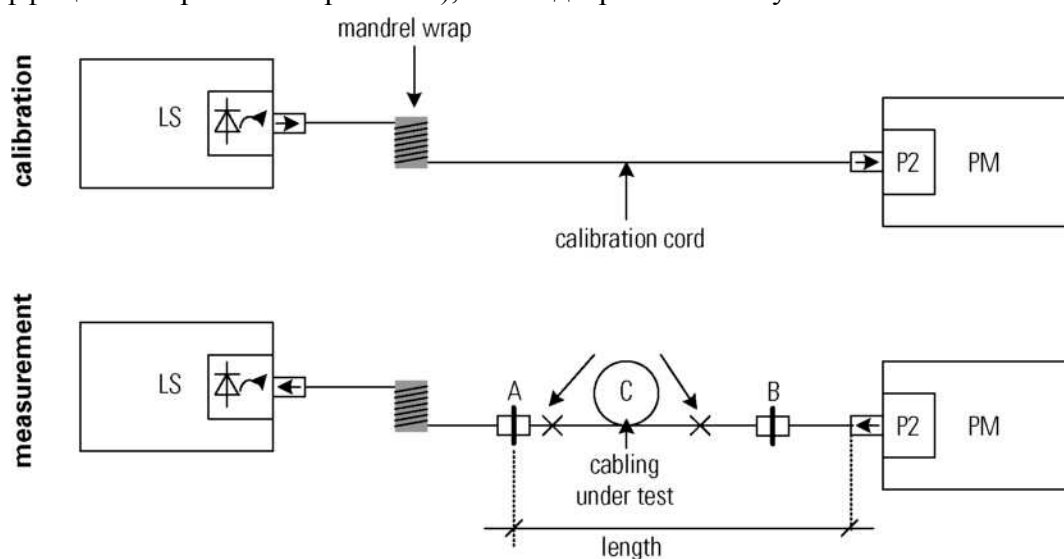 mandrel wrap
calibration
LS
P2
PM
calibration cord
measurement
LS
A
C
B
P2
PM
cabling
under test
length